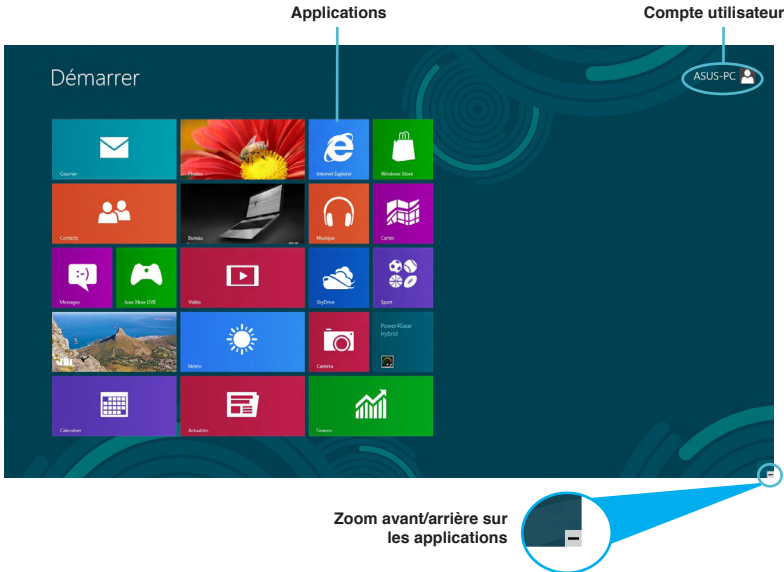 Applications
Compte utilisateur
Démarrer
ASUS-PC
Courrier
Photos
Internet Explorer
Windows Store
Contacts
Bureau
Musique
Cartes
Messages
Jeux Xbox LIVE
Vidéo
SkyDrive
Sport
Météo
Caméra
Power4Gear
Hybrid
Calendrier
Actualités
Finance
Zoom avant/arrière sur
les applications